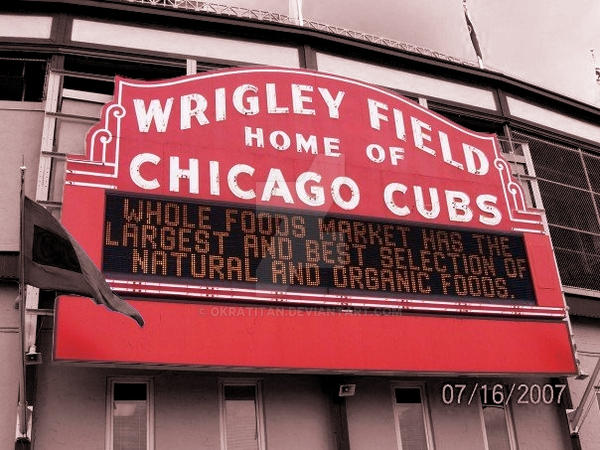 WRIGLEY FIELD
HOME OF
CHICAGO CUBS
WHOLE FOODS MARKET HAS THE
LARGEST AND BEST SELECTION OF
NATURAL AND ORGANIC FOODS.
© OKRATITAN.DEVIANTART.COM
07/16/2007